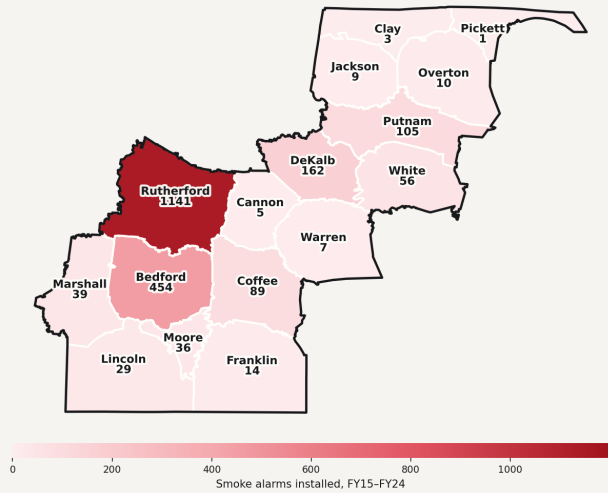 Clay
3
Pickett
1
Jackson
9
Overton
10
Putnam
105
DeKalb
162
White
56
Rutherford
1141
Cannon
5
Warren
7
Marshall
39
Bedford
454
Coffee
89
Moore
36
Lincoln
29
Franklin
14
0 200 400 600 800 1000
Smoke alarms installed, FY15–FY24